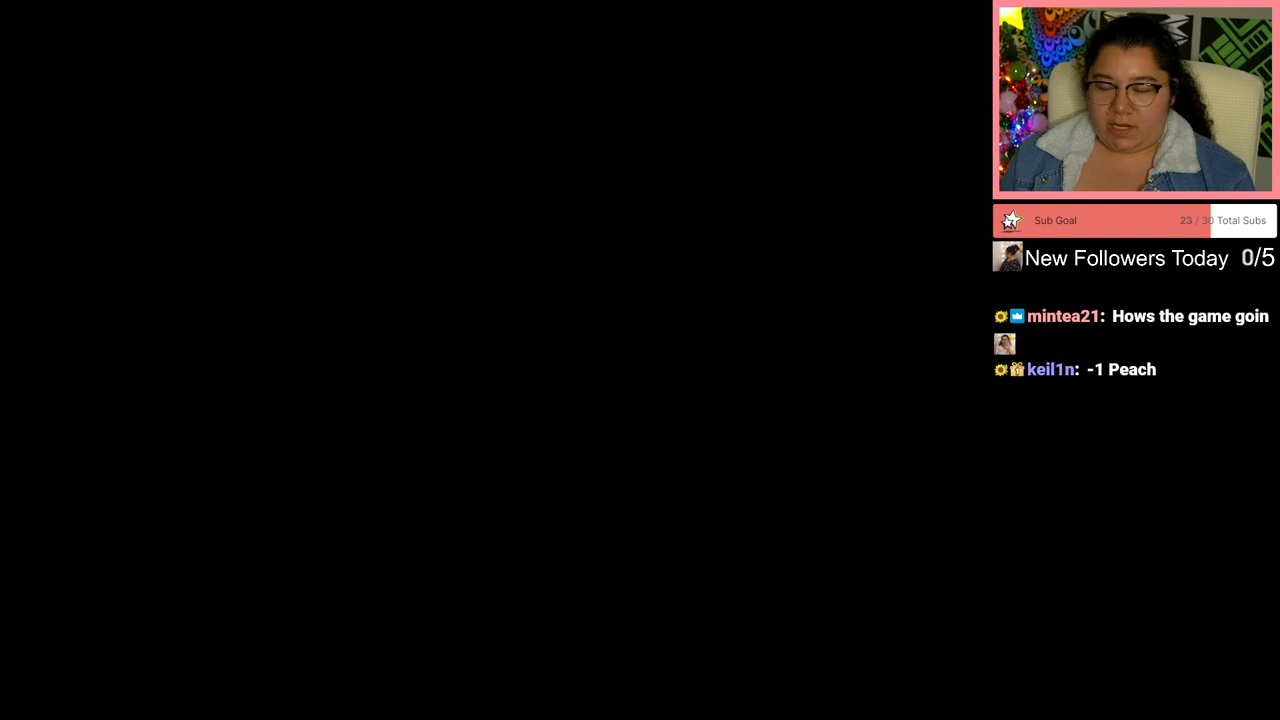 Sub Goal 23 / 30 Total Subs
New Followers Today 0/5
mintea21: Hows the game goin
keil1n: -1 Peach